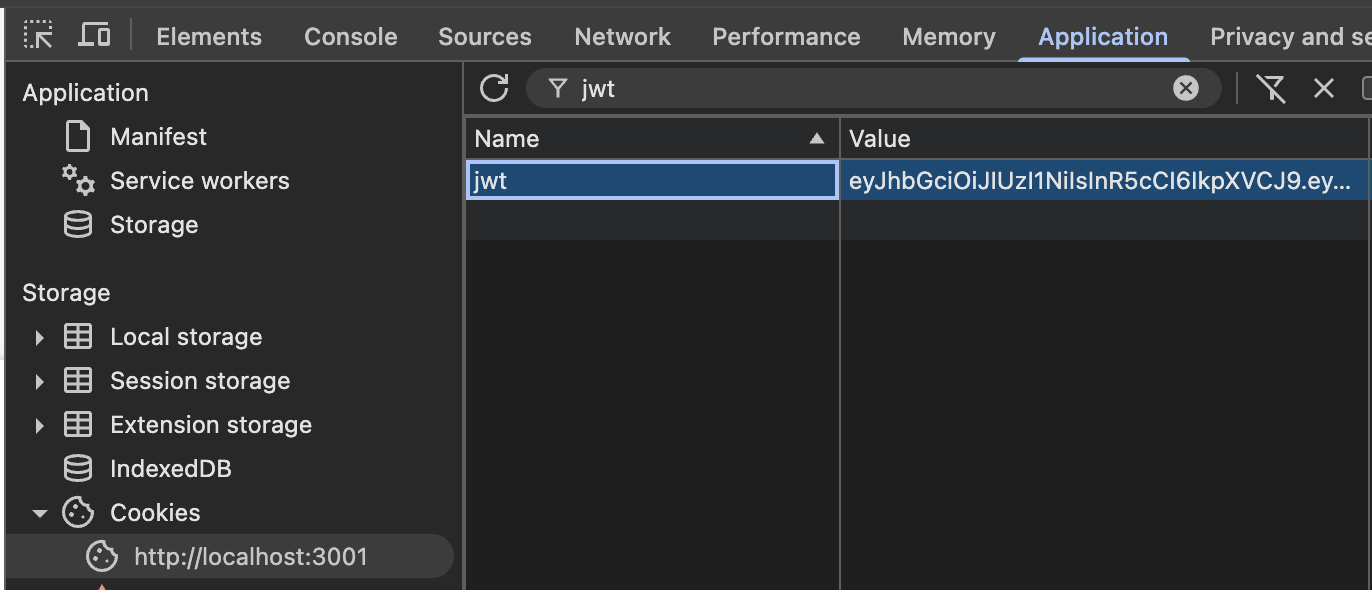 Elements Console Sources Network Performance Memory Application Privacy and se
Application
Manifest
Service workers
Storage
Storage
Local storage
Session storage
Extension storage
IndexedDB
Cookies
http://localhost:3001
jwt
Name Value
jwt eyJhbGciOiJIUzI1NiIsInR5cCI6IkpXVCJ9.ey...